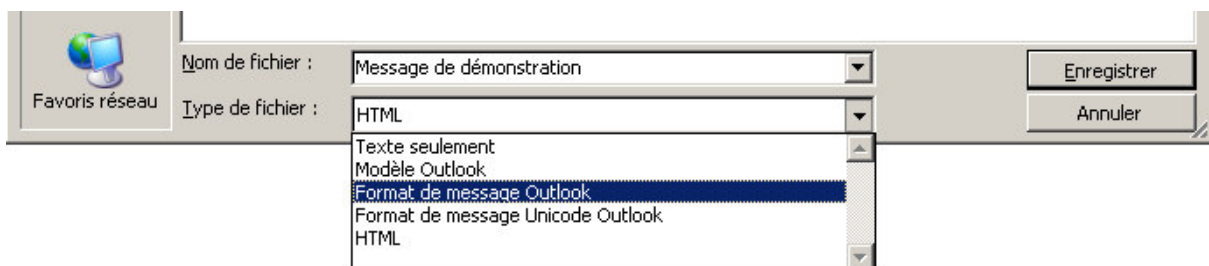 Nom de fichier :
Message de démonstration
Enregistrer
Favoris réseau
Type de fichier :
HTML
Annuler
Texte seulement
Modèle Outlook
Format de message Outlook
Format de message Unicode Outlook
HTML